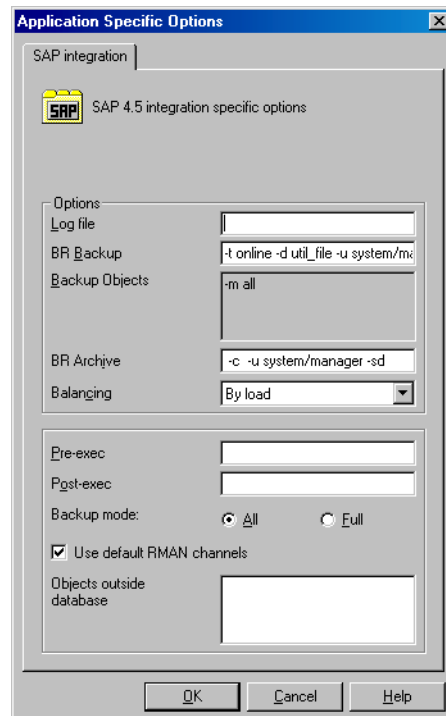 Application Specific Options
SAP integration
SAP SAP 4.5 integration specific options
Options
Log file
BR Backup -t online -d util_file -u system/ma
Backup Objects -m all
BR Archive -c -u system/manager -sd
Balancing By load
Pre-exec
Post-exec
Backup mode: All Full
Use default RMAN channels
Objects outside
database
OK Cancel Help